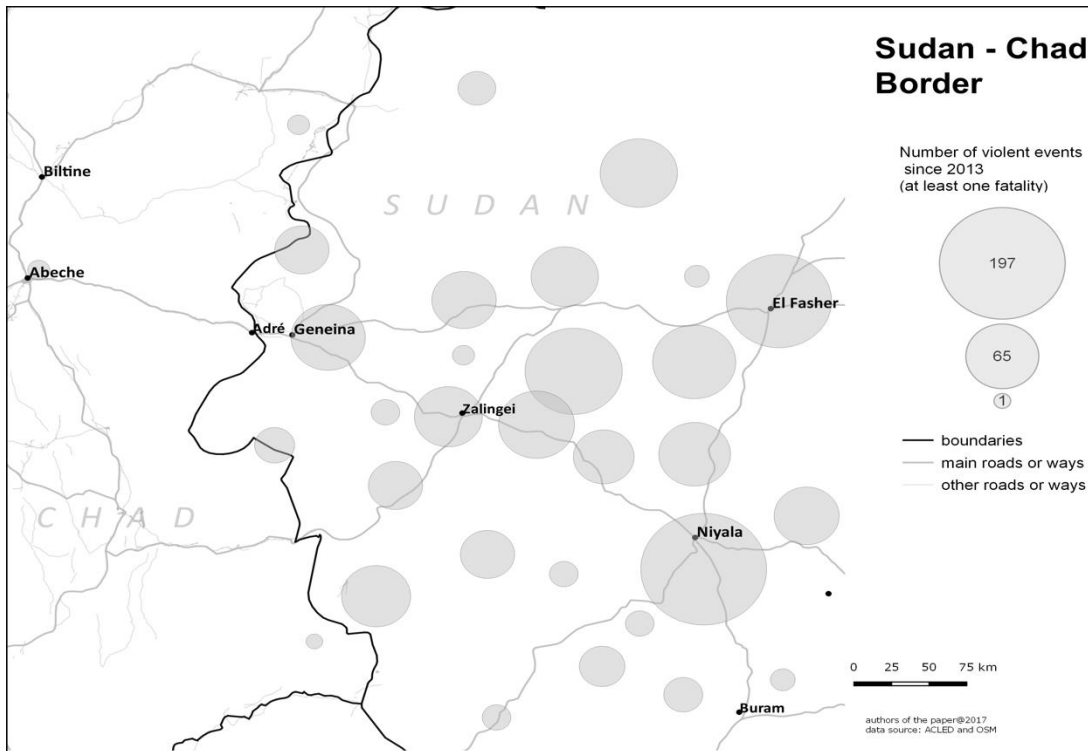 Sudan - Chad
Border
Number of violent events
since 2013
(at least one fatality)
197
65
1
boundaries
main roads or ways
other roads or ways
0 25 50 75 km
authors of the paper@2017
data source: ACLED and OSM
Biltine
SUDAN
Abeche
El Fasher
Adré
Geneina
Zalingei
CHAD
Niyala
Buram